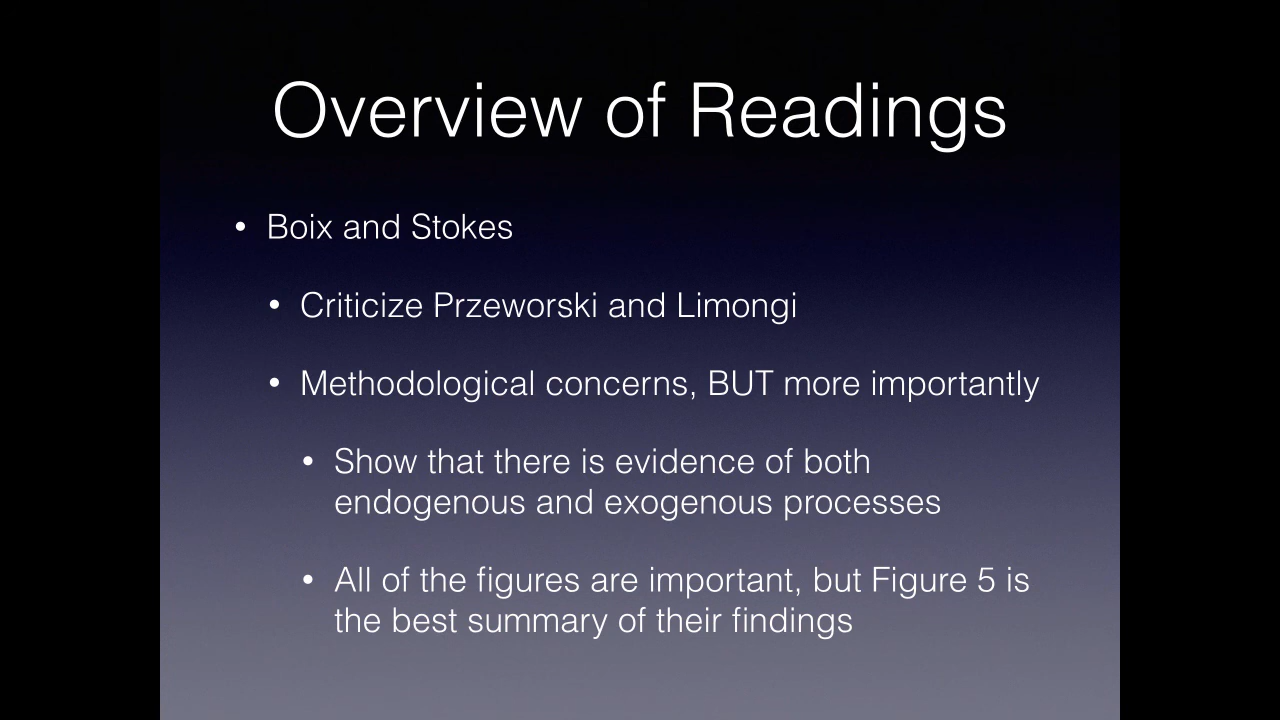 Overview of Readings
• Boix and Stokes
• Criticize Przeworski and Limongi
• Methodological concerns, BUT more importantly
• Show that there is evidence of both
endogenous and exogenous processes
• All of the figures are important, but Figure 5 is
the best summary of their findings